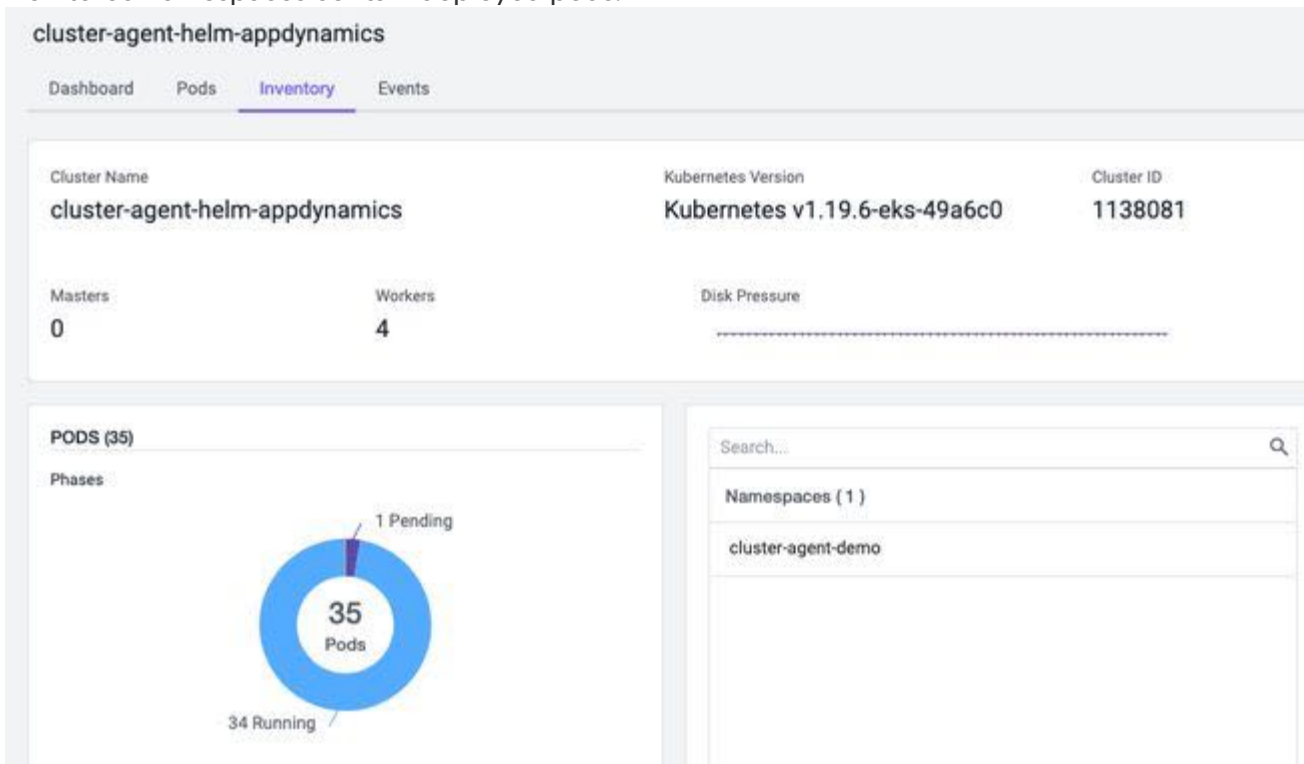 cluster-agent-helm-appdynamics
Dashboard Pods Inventory Events
Cluster Name
cluster-agent-helm-appdynamics
Kubernetes Version
Kubernetes v1.19.6-eks-49a6c0
Cluster ID
1138081
Masters
0
Workers
4
Disk Pressure
PODS (35)
Phases
1 Pending
35
Pods
34 Running
Search...
Namespaces ( 1 )
cluster-agent-demo